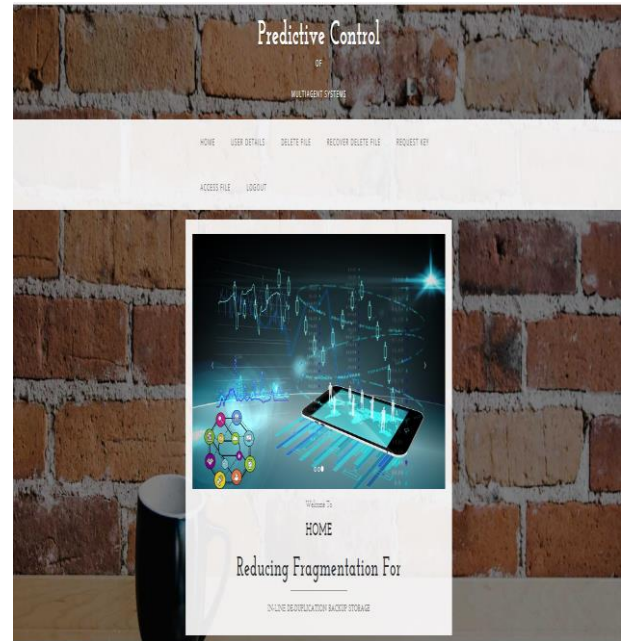 Predictive Control
OF
MULTIAGENT SYSTEMS
HOME USER DETAILS DELETE FILE RECOVER DELETE FILE REQUEST KEY
ACCESS FILE LOGOUT
Welcome To
HOME
Reducing Fragmentation For
IN-LINE DE-DUPLICATION BACKUP STORAGE